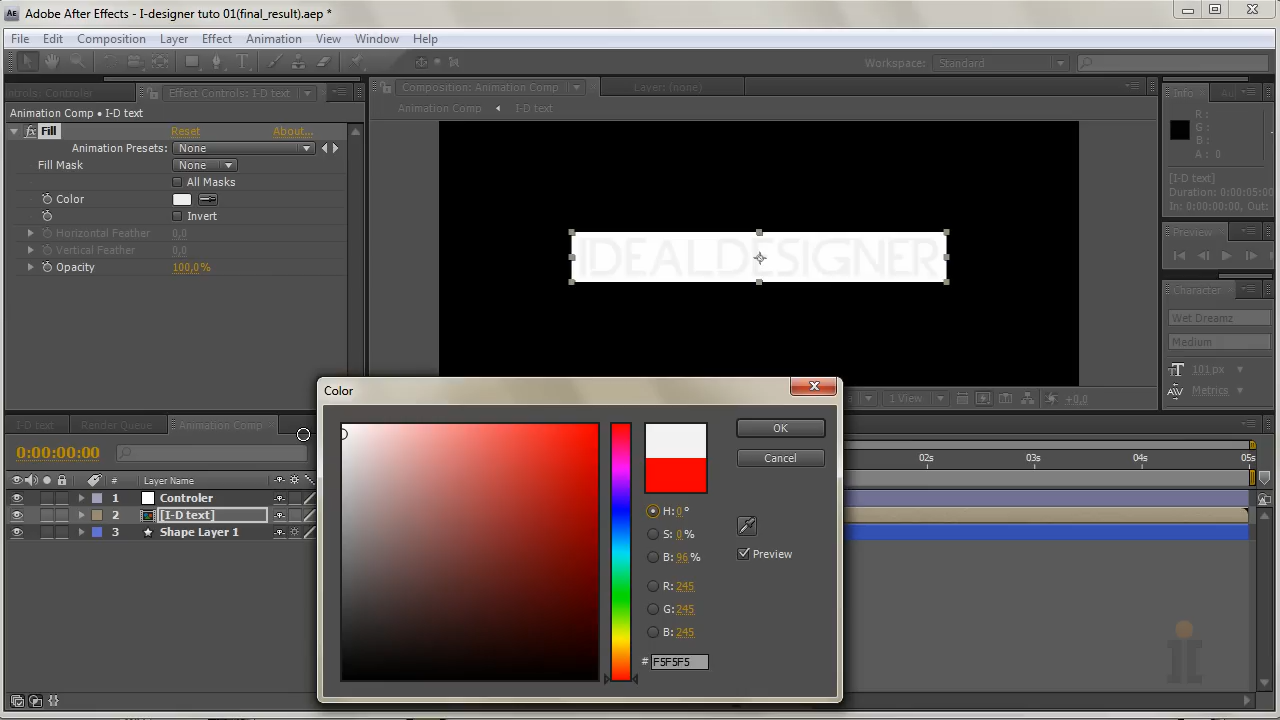 Adobe After Effects - I-designer tuto 01(final_result).aep *
File Edit Composition Layer Effect Animation View Window Help
Workspace: Standard
ntrols: Controler Effect Controls: I-D text
Composition: Animation Comp Layer: (none)
Info Au
Animation Comp • I-D text
Animation Comp I-D text
fx Fill Reset About...
Animation Presets: None
Fill Mask None
All Masks
Color
Invert
Horizontal Feather 0,0
Vertical Feather 0,0
Opacity 100,0%
IDEALDESIGNER
R :
G :
B :
A : 0
[I-D text]
Duration: 0:00:05:00
In: 0:00:00:00, Out:
Preview
Character
Wet Dreamz
Medium
101 px
Metrics
1 View +0,0
Color
OK
Cancel
H: 0 °
S: 0 %
B: 96 %
Preview
R: 245
G: 245
B: 245
# F5F5F5
I-D text Render Queue Animation Comp
0:00:00:00
02s 03s 04s 05s
# Layer Name
1 Controler
2 [I-D text]
3 Shape Layer 1